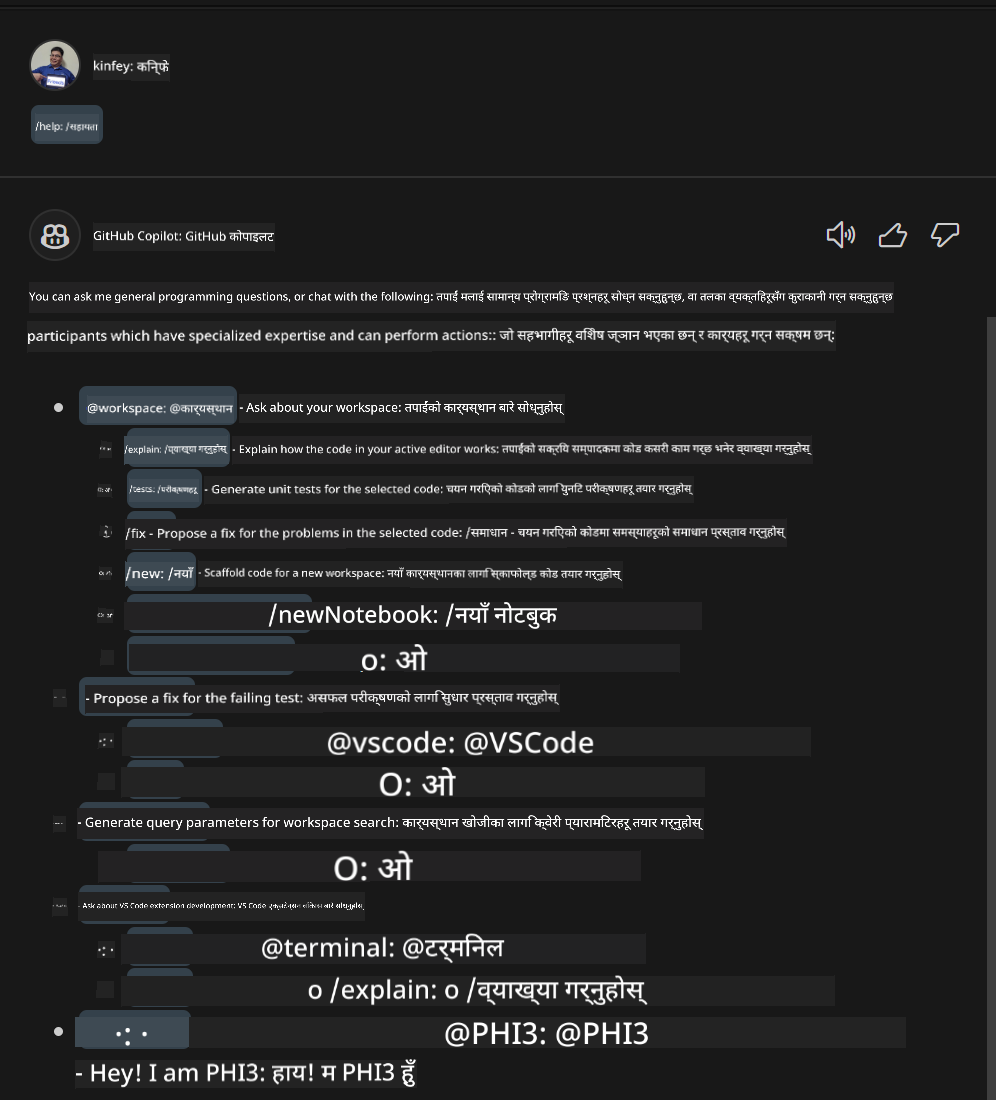 kinfey: कन्फि
/help: /सहायता
GitHub Copilot: GitHub कोपाइलट
You can ask me general programming questions, or chat with the following: तपाईं मलाई सामान्य प्रोग्रामिङ प्रश्नहरू सोध्न सक्नुहुन्छ, वा तलका व्यक्तिहरूसँग कुराकानी गर्न सक्नुहुन्छ
participants which have specialized expertise and can perform actions:: जो सहभागीहरू विशेष ज्ञान भएका छन् र कार्यहरू गर्न सक्षम छन्:
@workspace: @कार्यस्थान - Ask about your workspace: तपाईंको कार्यस्थान बारे सोध्नुहोस्
/explain: /व्याख्या गर्नुहोस् - Explain how the code in your active editor works: तपाईंको सक्रिय सम्पादकमा कोड कसरी काम गर्छ भनेर व्याख्या गर्नुहोस्
/tests: /परीक्षणहरू - Generate unit tests for the selected code: चयन गरिएको कोडको लागि युनिट परीक्षणहरू तयार गर्नुहोस्
/fix - Propose a fix for the problems in the selected code: /समाधान - चयन गरिएको कोडमा समस्याहरूको समाधान प्रस्ताव गर्नुहोस्
/new: /नयाँ - Scaffold code for a new workspace: नयाँ कार्यस्थानका लागि स्काफोल्ड कोड तयार गर्नुहोस्
/newNotebook: /नयाँ नोटबुक
o: ओ
- Propose a fix for the failing test: असफल परीक्षणको लागि सुधार प्रस्ताव गर्नुहोस्
@vscode: @VSCode
O: ओ
- Generate query parameters for workspace search: कार्यस्थान खोजीका लागि क्वेरी प्यारामिटरहरू तयार गर्नुहोस्
O: ओ
- Ask about VS Code extension development: VS Code एक्सटेन्सन विकास बारे सोध्नुहोस्
@terminal: @टर्मिनल
o /explain: o /व्याख्या गर्नुहोस्
@PHI3: @PHI3
- Hey! I am PHI3: हाय! म PHI3 हुँ